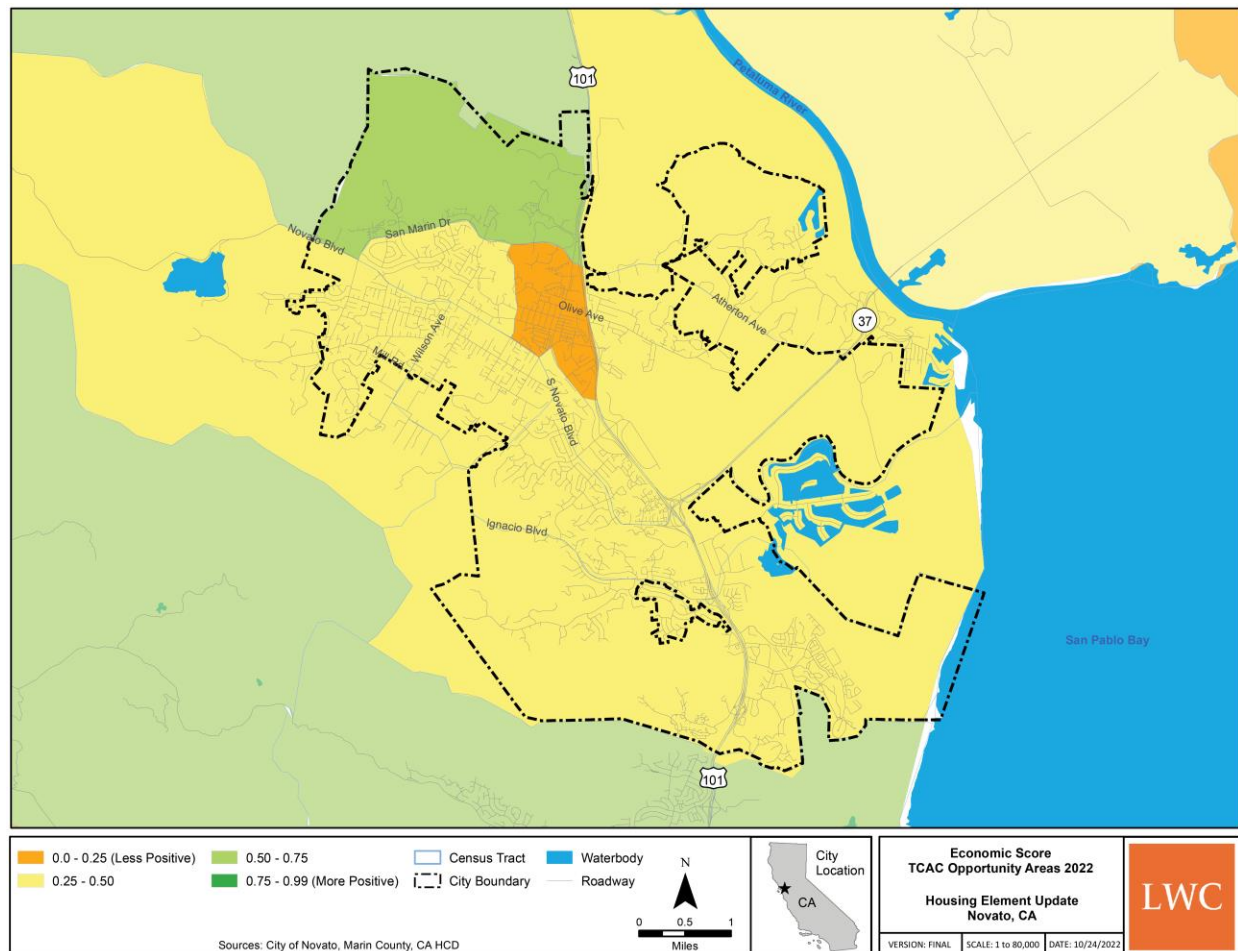 101
Petaluma River
San Marin Dr
Novato Blvd
Olive Ave
Atherton Ave
37
Wilson Ave
Mill Rd
S Novato Blvd
Ignacio Blvd
San Pablo Bay
101
0.0 - 0.25 (Less Positive)
0.25 - 0.50
0.50 - 0.75
0.75 - 0.99 (More Positive)
Census Tract
City Boundary
Waterbody
Roadway
Sources: City of Novato, Marin County, CA HCD
N
0 0.5 1
Miles
City
Location
CA
Economic Score
TCAC Opportunity Areas 2022
Housing Element Update
Novato, CA
VERSION: FINAL
SCALE: 1 to 80,000
DATE: 10/24/2022
LWC